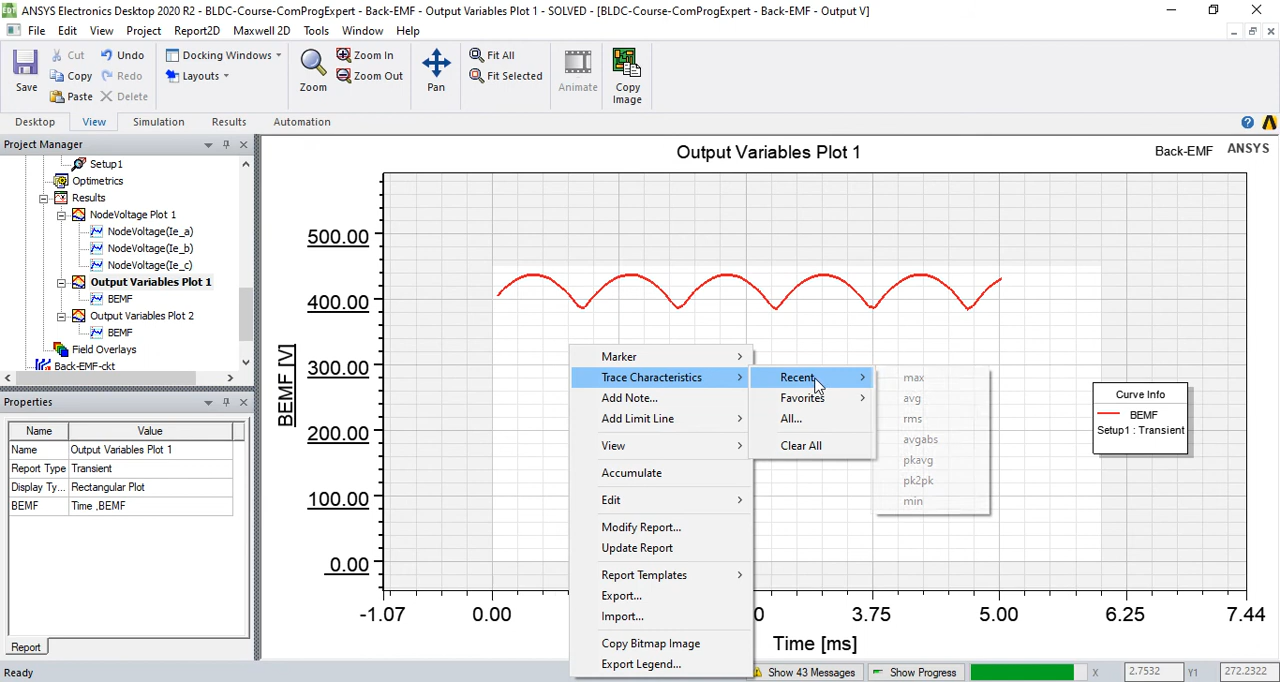 ANSYS Electronics Desktop 2020 R2 - BLDC-Course-ComProgExpert - Back-EMF - Output Variables Plot 1 - SOLVED - [BLDC-Course-ComProgExpert - Back-EMF - Output V]
File Edit View Project Report2D Maxwell 2D Tools Window Help
Save
Cut
Copy
Paste
Undo
Redo
Delete
Docking Windows
Layouts
Zoom
Zoom In
Zoom Out
Pan
Fit All
Fit Selected
Animate
Copy
Image
Desktop View Simulation Results Automation
Project Manager
Setup1
Optimetrics
Results
NodeVoltage Plot 1
NodeVoltage(Ie_a)
NodeVoltage(Ie_b)
NodeVoltage(Ie_c)
Output Variables Plot 1
BEMF
Output Variables Plot 2
BEMF
Field Overlays
Back-EMF-ckt
Properties
Name Value
Name Output Variables Plot 1
Report Type Transient
Display Ty... Rectangular Plot
BEMF Time ,BEMF
Report
Output Variables Plot 1
Back-EMF ANSYS
BEMF [V]
500.00
400.00
300.00
200.00
100.00
0.00
-1.07 0.00 0 3.75 5.00 6.25 7.44
Time [ms]
Curve Info
BEMF
Setup1 : Transient
Marker
Trace Characteristics
Add Note...
Add Limit Line
View
Accumulate
Edit
Modify Report...
Update Report
Report Templates
Export...
Import...
Copy Bitmap Image
Export Legend...
Recent
Favorites
All...
Clear All
max
avg
rms
avgabs
pkavg
pk2pk
min
Ready
Show 43 Messages Show Progress X 2.7532 Y1 272.2322